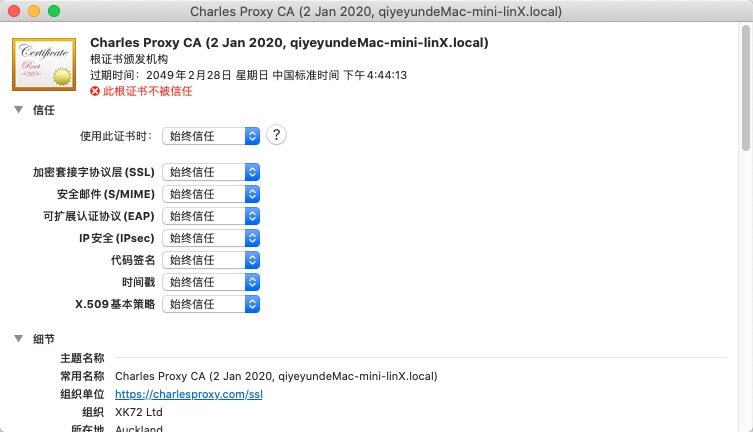 Charles Proxy CA (2 Jan 2020, qiyeyundeMac-mini-linX.local)
Certificate
Root
Charles Proxy CA (2 Jan 2020, qiyeyundeMac-mini-linX.local)
根证书颁发机构
过期时间：2049年2月28日 星期日 中国标准时间 下午4:44:13
此根证书不被信任
信任
使用此证书时： 始终信任 ?
加密套接字协议层 (SSL) 始终信任
安全邮件 (S/MIME) 始终信任
可扩展认证协议 (EAP) 始终信任
IP 安全 (IPsec) 始终信任
代码签名 始终信任
时间戳 始终信任
X.509 基本策略 始终信任
细节
主题名称
常用名称 Charles Proxy CA (2 Jan 2020, qiyeyundeMac-mini-linX.local)
组织单位 https://charlesproxy.com/ssl
组织 XK72 Ltd
所在地 Auckland